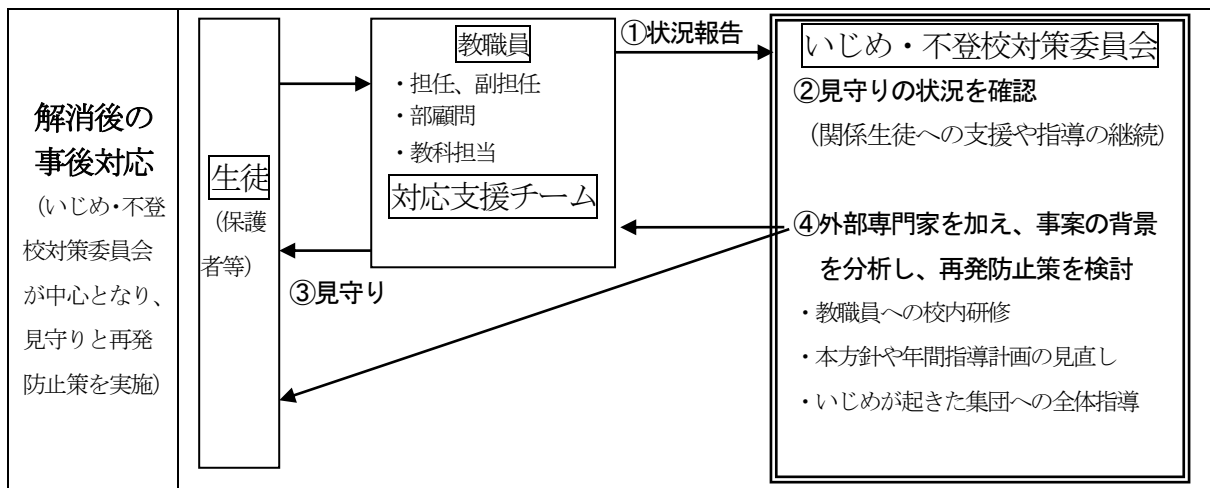 解消後の
事後対応
（いじめ・不登
校対策委員会
が中心となり、
見守りと再発
防止策を実施）
生徒
（保護
者等）
教職員
・担任、副担任
・部顧問
・教科担当
対応支援チーム
①状況報告
③見守り
いじめ・不登校対策委員会
②見守りの状況を確認
（関係生徒への支援や指導の継続）
④外部専門家を加え、事案の背景
を分析し、再発防止策を検討
・教職員への校内研修
・本方針や年間指導計画の見直し
・いじめが起きた集団への全体指導